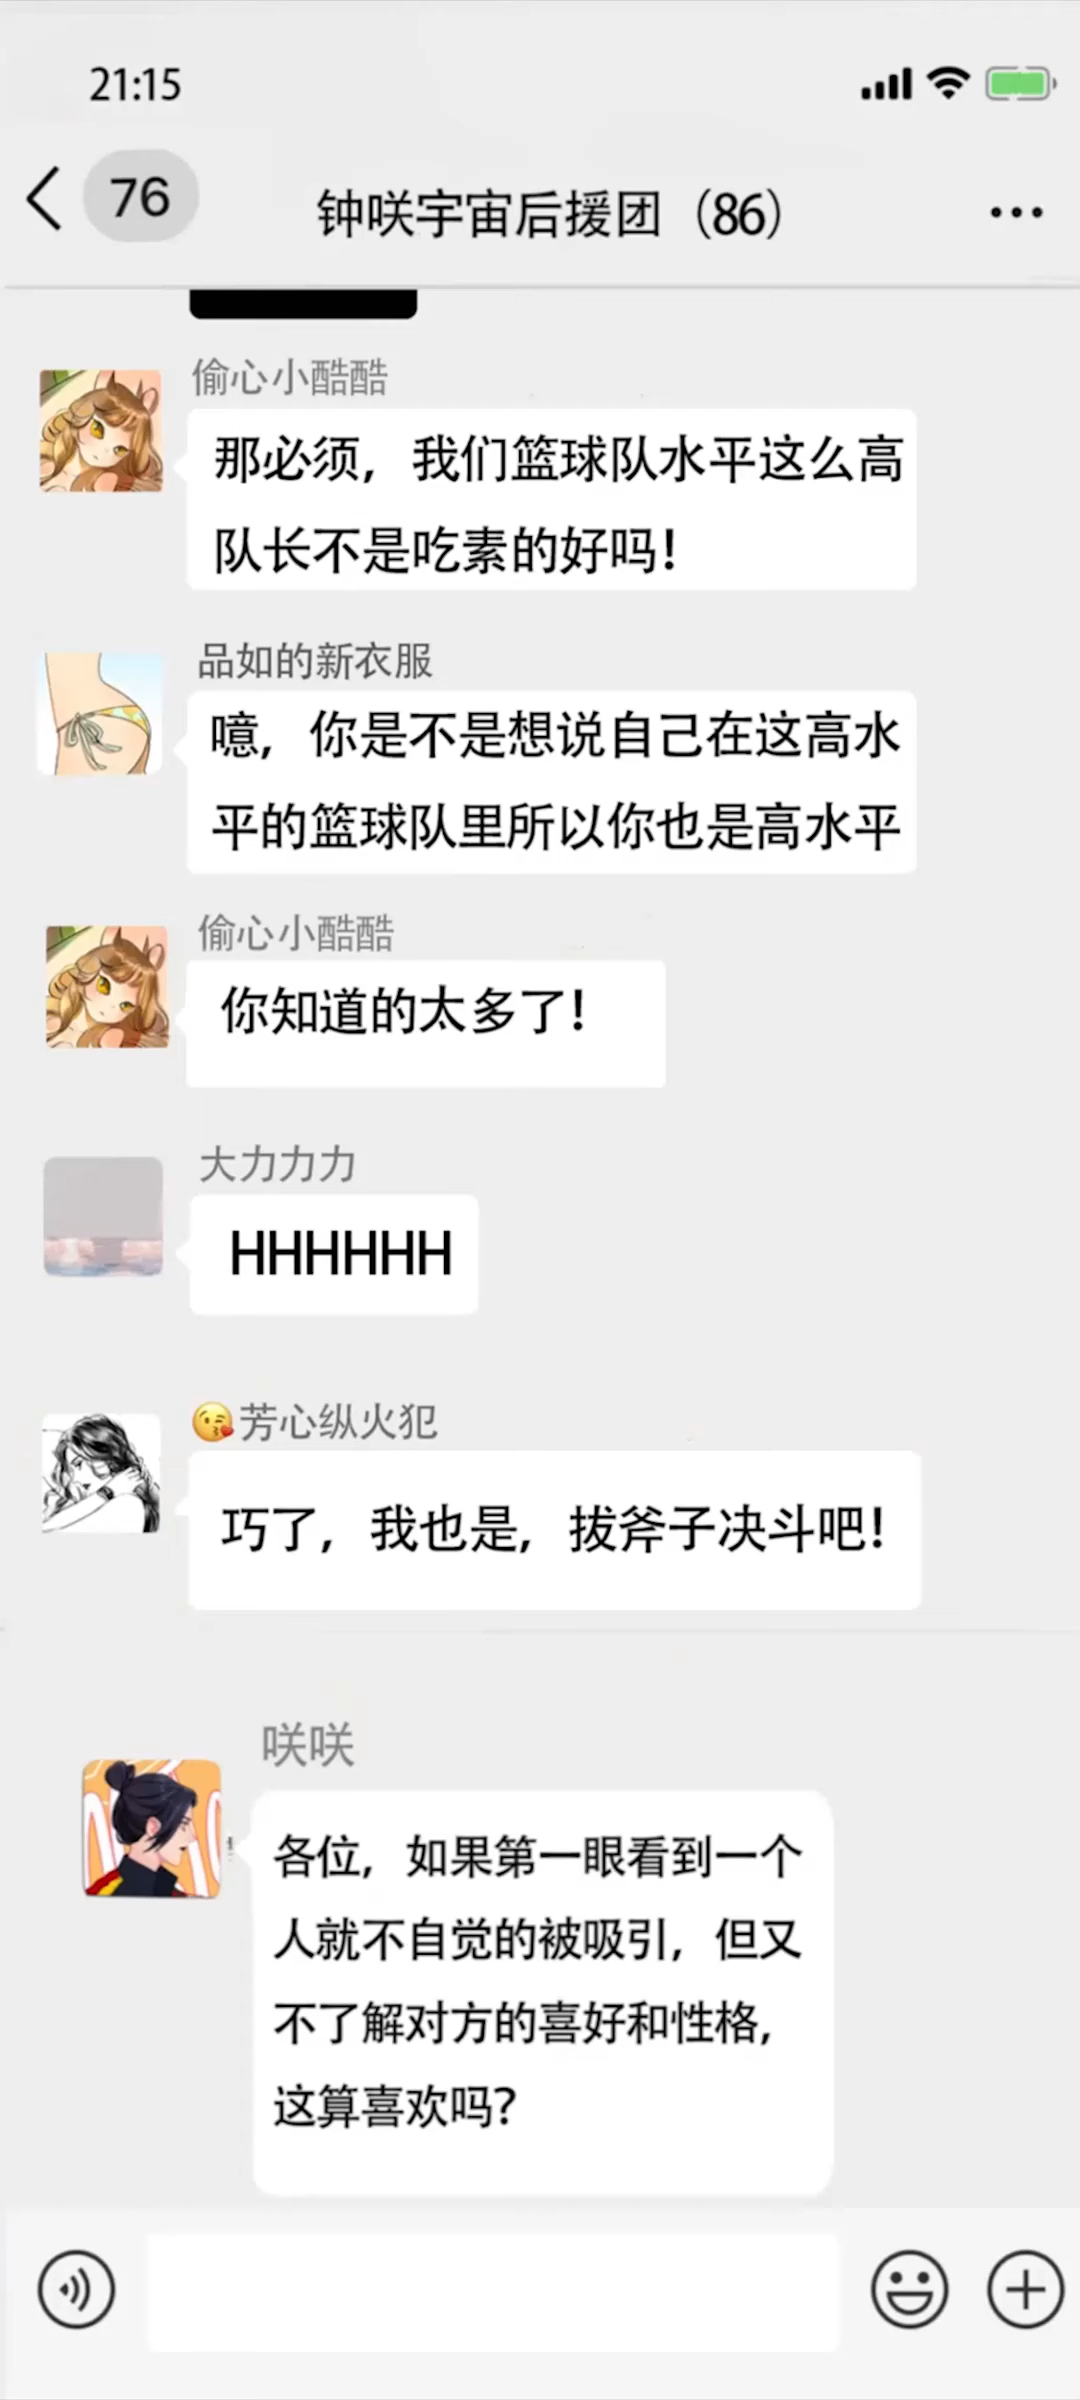 21:15
76
钟咲宇宙后援团（86）
偷心小酷酷
那必须，我们篮球队水平这么高
队长不是吃素的好吗！
品如的新衣服
噫，你是不是想说自己在这高水
平的篮球队里所以你也是高水平
偷心小酷酷
你知道的太多了！
大力力力
HHHHHH
😘芳心纵火犯
巧了，我也是，拔斧子决斗吧！
咲咲
各位，如果第一眼看到一个
人就不自觉的被吸引，但又
不了解对方的喜好和性格，
这算喜欢吗？